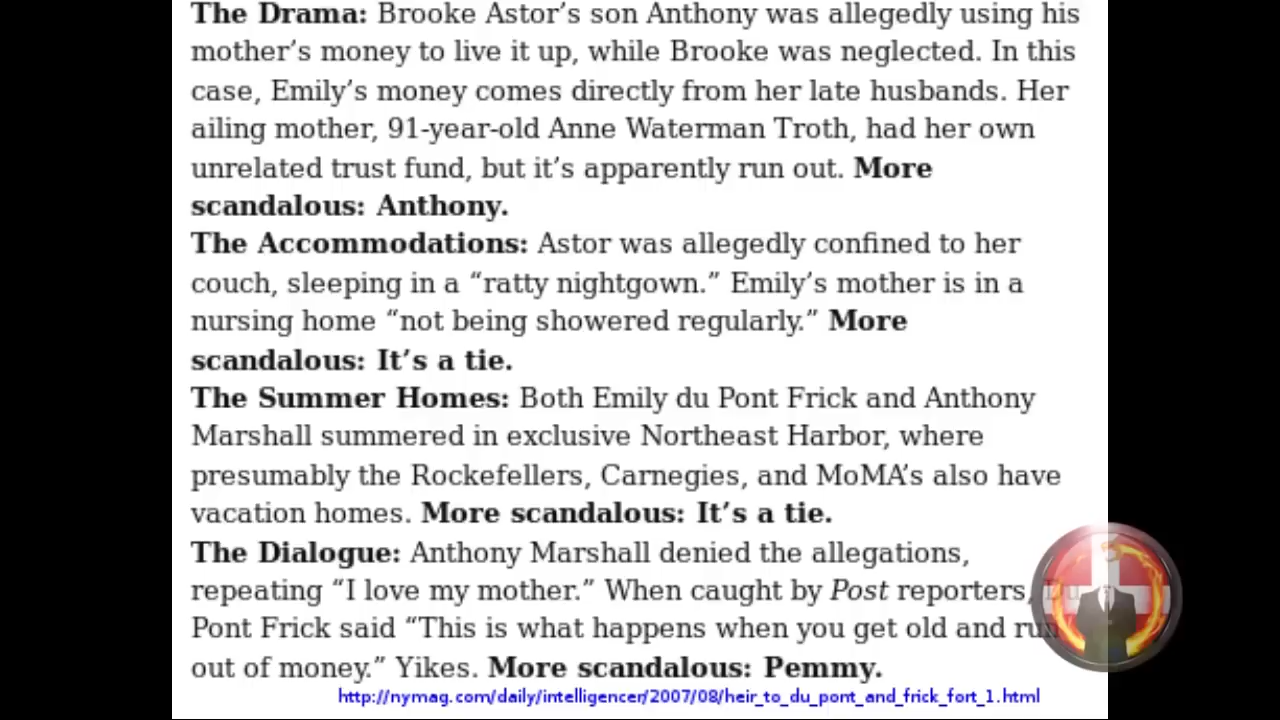 The Drama: Brooke Astor’s son Anthony was allegedly using his
mother’s money to live it up, while Brooke was neglected. In this
case, Emily’s money comes directly from her late husbands. Her
ailing mother, 91-year-old Anne Waterman Troth, had her own
unrelated trust fund, but it’s apparently run out. More
scandalous: Anthony.
The Accommodations: Astor was allegedly confined to her
couch, sleeping in a “ratty nightgown.” Emily’s mother is in a
nursing home “not being showered regularly.” More
scandalous: It’s a tie.
The Summer Homes: Both Emily du Pont Frick and Anthony
Marshall summered in exclusive Northeast Harbor, where
presumably the Rockefellers, Carnegies, and MoMA’s also have
vacation homes. More scandalous: It’s a tie.
The Dialogue: Anthony Marshall denied the allegations,
repeating “I love my mother.” When caught by Post reporters, Du
Pont Frick said “This is what happens when you get old and run
out of money.” Yikes. More scandalous: Pemmy.
http://nymag.com/daily/intelligencer/2007/08/heir_to_du_pont_and_frick_fort_1.html